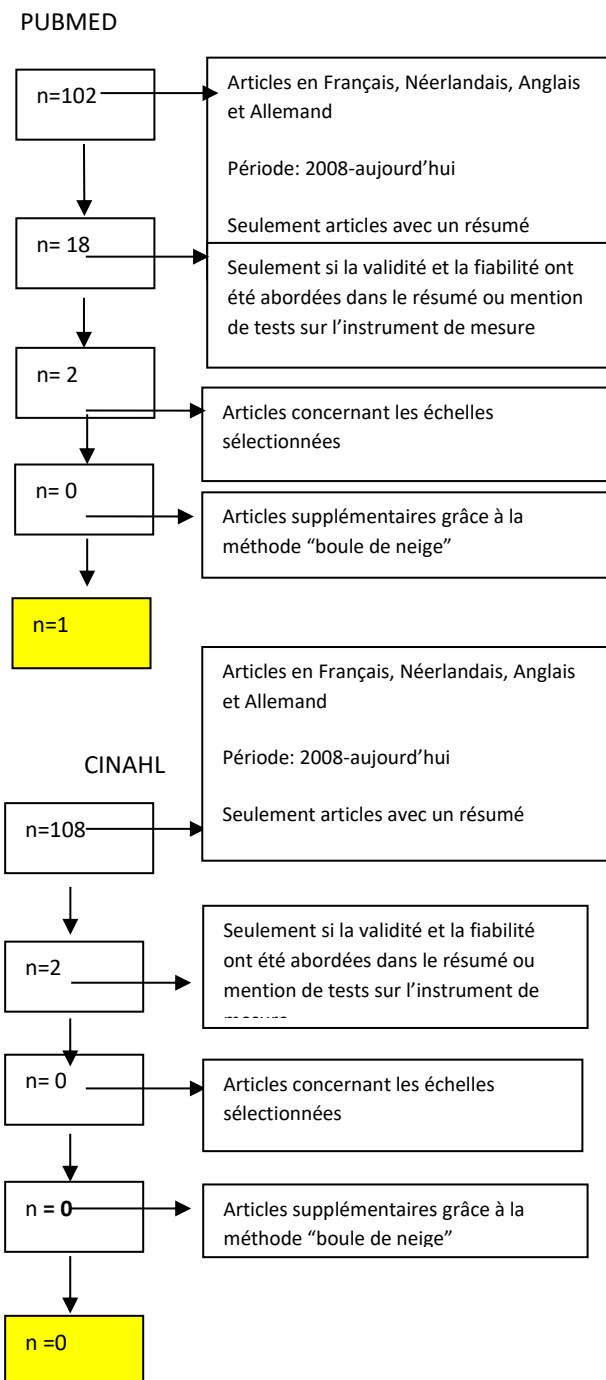 PUBMED
n=102
Articles en Français, Néerlandais, Anglais
et Allemand
Période: 2008-aujourd’hui
Seulement articles avec un résumé
n= 18
Seulement si la validité et la fiabilité ont
été abordées dans le résumé ou mention
de tests sur l’instrument de mesure
n= 2
Articles concernant les échelles
sélectionnées
n= 0
Articles supplémentaires grâce à la
méthode “boule de neige”
n=1
Articles en Français, Néerlandais, Anglais
et Allemand
Période: 2008-aujourd’hui
Seulement articles avec un résumé
CINAHL
n=108
Seulement si la validité et la fiabilité
ont été abordées dans le résumé ou
mention de tests sur l’instrument de
n=2
n= 0
Articles concernant les échelles
sélectionnées
n = 0
Articles supplémentaires grâce à la
méthode “boule de neige”
n =0